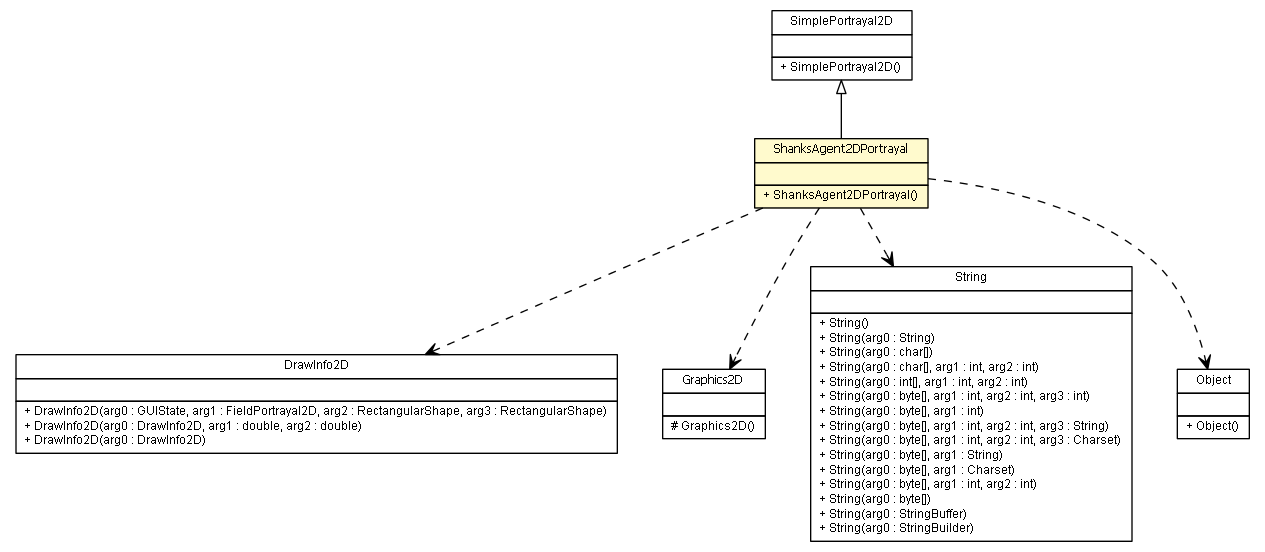 SimplePortrayal2D
+ SimplePortrayal2D()
ShanksAgent2DPortrayal
+ ShanksAgent2DPortrayal()
DrawInfo2D
+ DrawInfo2D(arg0 : GUIState, arg1 : FieldPortrayal2D, arg2 : RectangularShape, arg3 : RectangularShape)
+ DrawInfo2D(arg0 : DrawInfo2D, arg1 : double, arg2 : double)
+ DrawInfo2D(arg0 : DrawInfo2D)
Graphics2D
# Graphics2D()
String
+ String()
+ String(arg0 : String)
+ String(arg0 : char[])
+ String(arg0 : char[], arg1 : int, arg2 : int)
+ String(arg0 : int[], arg1 : int, arg2 : int)
+ String(arg0 : byte[], arg1 : int, arg2 : int, arg3 : int)
+ String(arg0 : byte[], arg1 : int)
+ String(arg0 : byte[], arg1 : int, arg2 : int, arg3 : String)
+ String(arg0 : byte[], arg1 : int, arg2 : int, arg3 : Charset)
+ String(arg0 : byte[], arg1 : String)
+ String(arg0 : byte[], arg1 : Charset)
+ String(arg0 : byte[], arg1 : int, arg2 : int)
+ String(arg0 : byte[])
+ String(arg0 : StringBuffer)
+ String(arg0 : StringBuilder)
Object
+ Object()